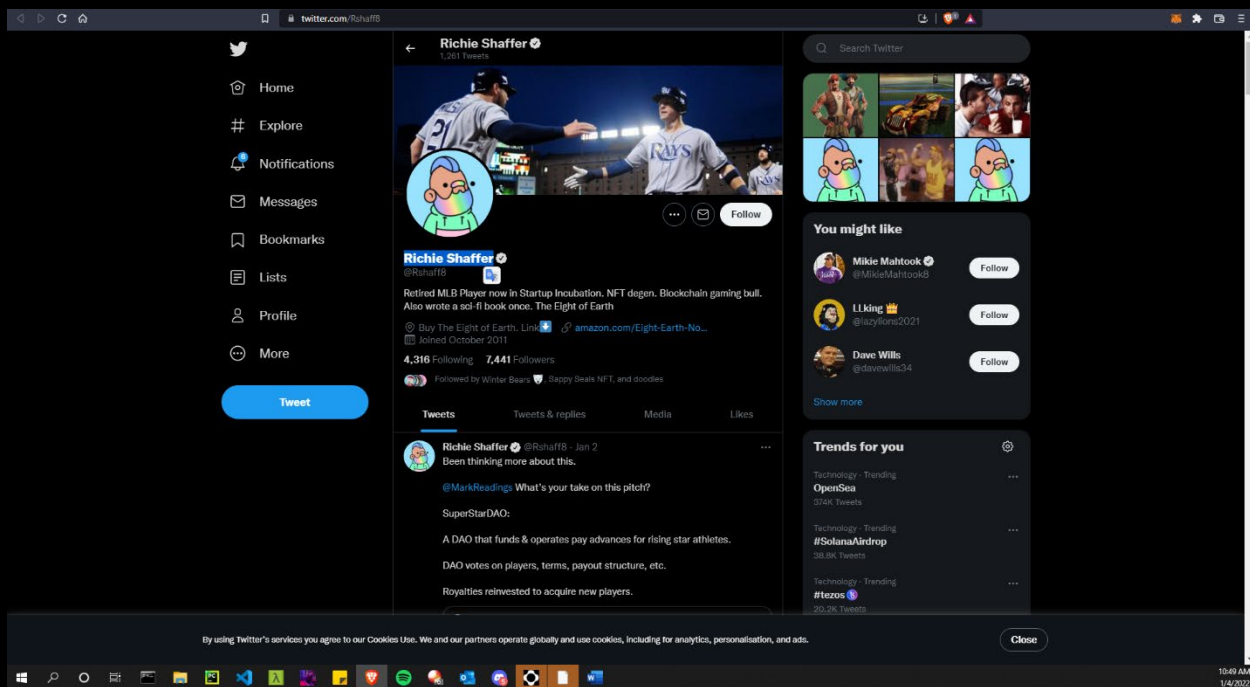 twitter.com/Rshaff8
Richie Shaffer
1,261 Tweets
Search Twitter
Home
Explore
Notifications
Messages
Bookmarks
Lists
Profile
More
Tweet
RAYS
Follow
Richie Shaffer
@Rshaff8
Retired MLB Player now in Startup Incubation. NFT degen. Blockchain gaming bull.
Also wrote a sci-fi book once. The Eight of Earth
Buy The Eight of Earth. Link⬇️ amazon.com/Eight-Earth-No...
Joined October 2011
4,316 Following 7,441 Followers
Followed by Winter Bears, Sappy Seals NFT, and doodles
Tweets Tweets & replies Media Likes
Richie Shaffer @Rshaff8 · Jan 2
Been thinking more about this.
@MarkReadings What's your take on this pitch?
SuperStarDAO:
A DAO that funds & operates pay advances for rising star athletes.
DAO votes on players, terms, payout structure, etc.
Royalties reinvested to acquire new players.
You might like
Mikie Mahtook
@MikieMahtook8
Follow
LLking 👑
@lazylions2021
Follow
Dave Wills
@davewills34
Follow
Show more
Trends for you
Technology · Trending
OpenSea
374K Tweets
Technology · Trending
#SolanaAirdrop
38.8K Tweets
Technology · Trending
#tezos
20.2K Tweets
By using Twitter's services you agree to our Cookies Use. We and our partners operate globally and use cookies, including for analytics, personalisation, and ads.
Close
10:49 AM
1/4/2022